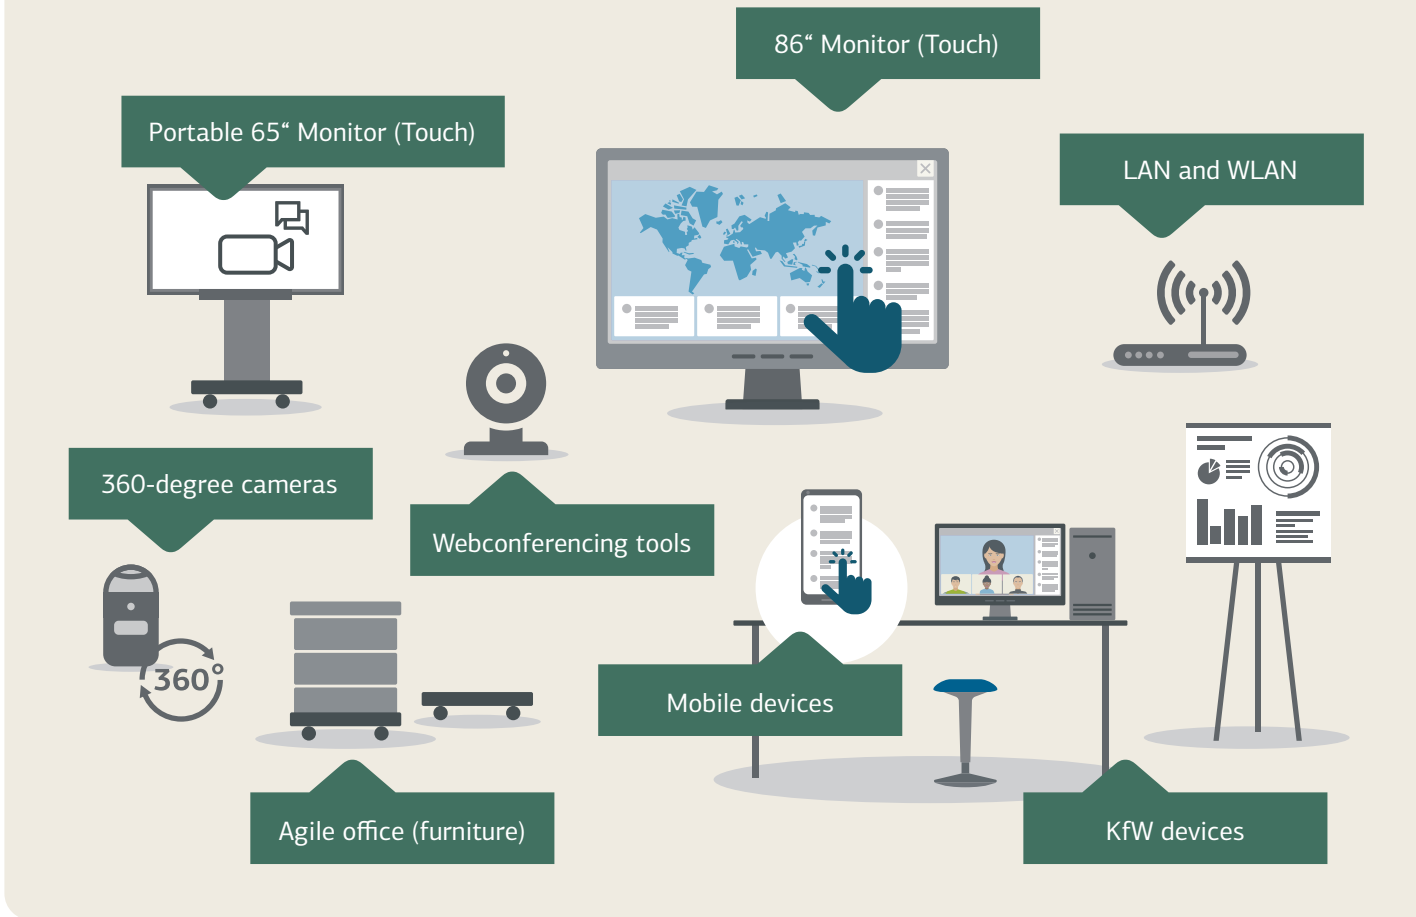 86“ Monitor (Touch)
Portable 65“ Monitor (Touch)
LAN and WLAN
360-degree cameras
Webconferencing tools
360°
Mobile devices
Agile office (furniture)
KfW devices